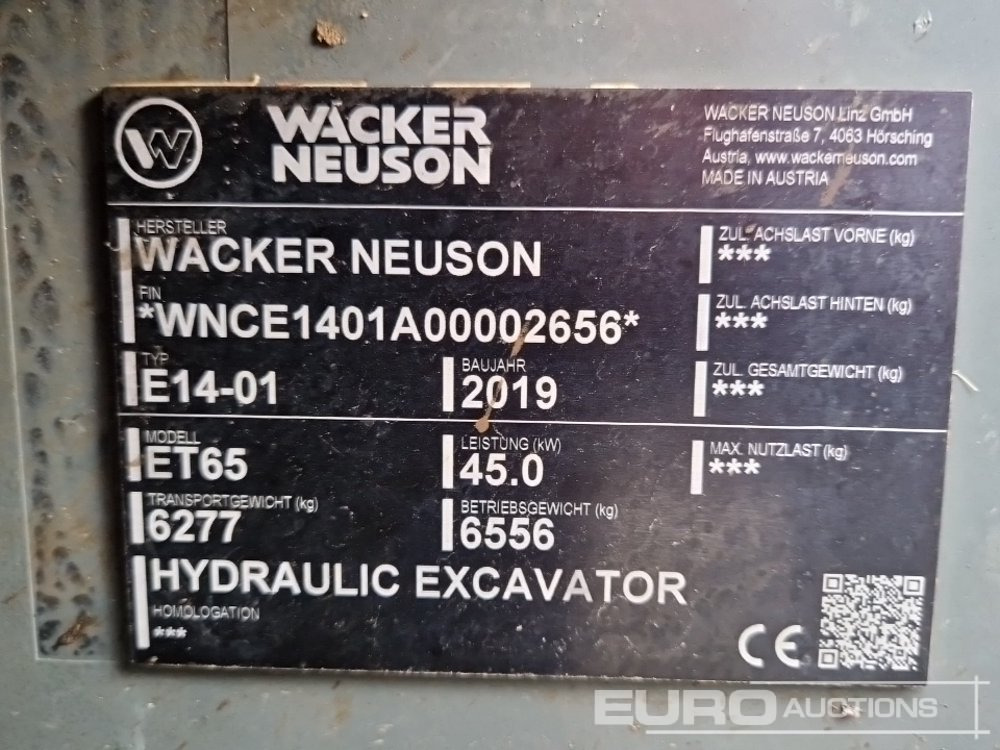 W
WACKER
NEUSON
WACKER NEUSON Linz GmbH
Flughafenstraße 7, 4063 Hörsching
Austria, www.wackerneuson.com
MADE IN AUSTRIA
HERSTELLER
WACKER NEUSON
FIN
*WNCE1401A00002656*
TYP
E14-01
BAUJAHR
2019
ZUL. ACHSLAST VORNE (kg)
***
ZUL. ACHSLAST HINTEN (kg)
***
ZUL. GESAMTGEWICHT (kg)
***
MODELL
ET65
LEISTUNG (kW)
45.0
MAX. NUTZLAST (kg)
***
TRANSPORTGEWICHT (kg)
6277
BETRIEBSGEWICHT (kg)
6556
HYDRAULIC EXCAVATOR
HOMOLOGATION
***
CE
EURO AUCTIONS